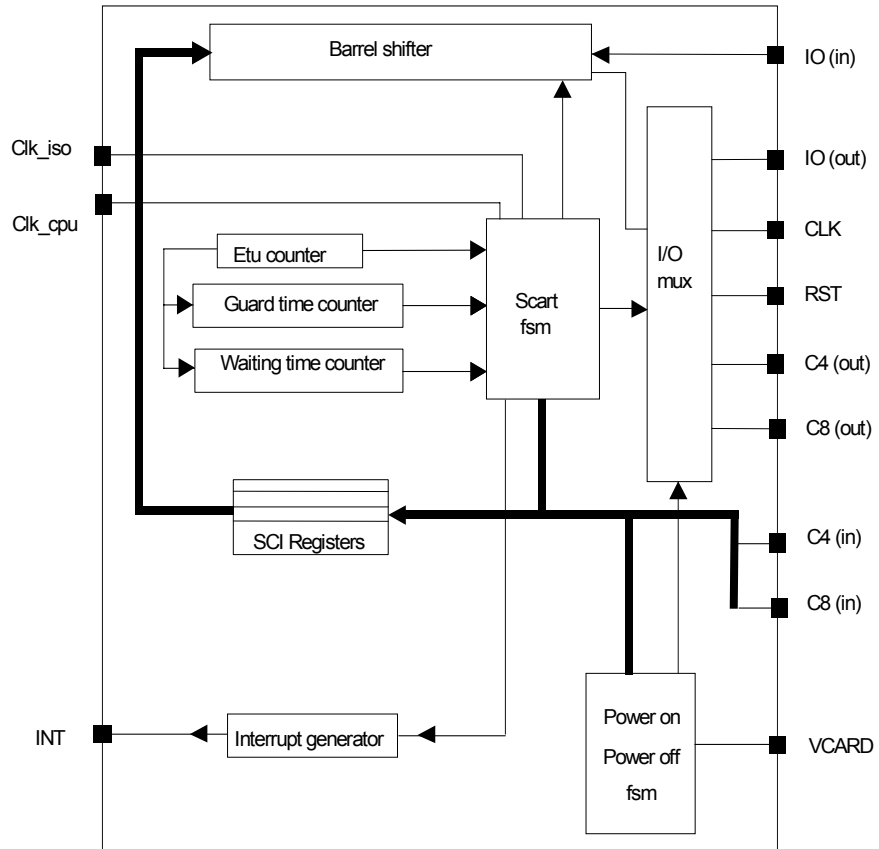 Barrel shifter
IO (in)
Clk_iso
IO (out)
Clk_cpu
CLK
Etu counter
I/O
mux
Guard time counter
Scart
fsm
RST
Waiting time counter
C4 (out)
C8 (out)
SCI Registers
C4 (in)
C8 (in)
INT
Interrupt generator
Power on
Power off
fsm
VCARD